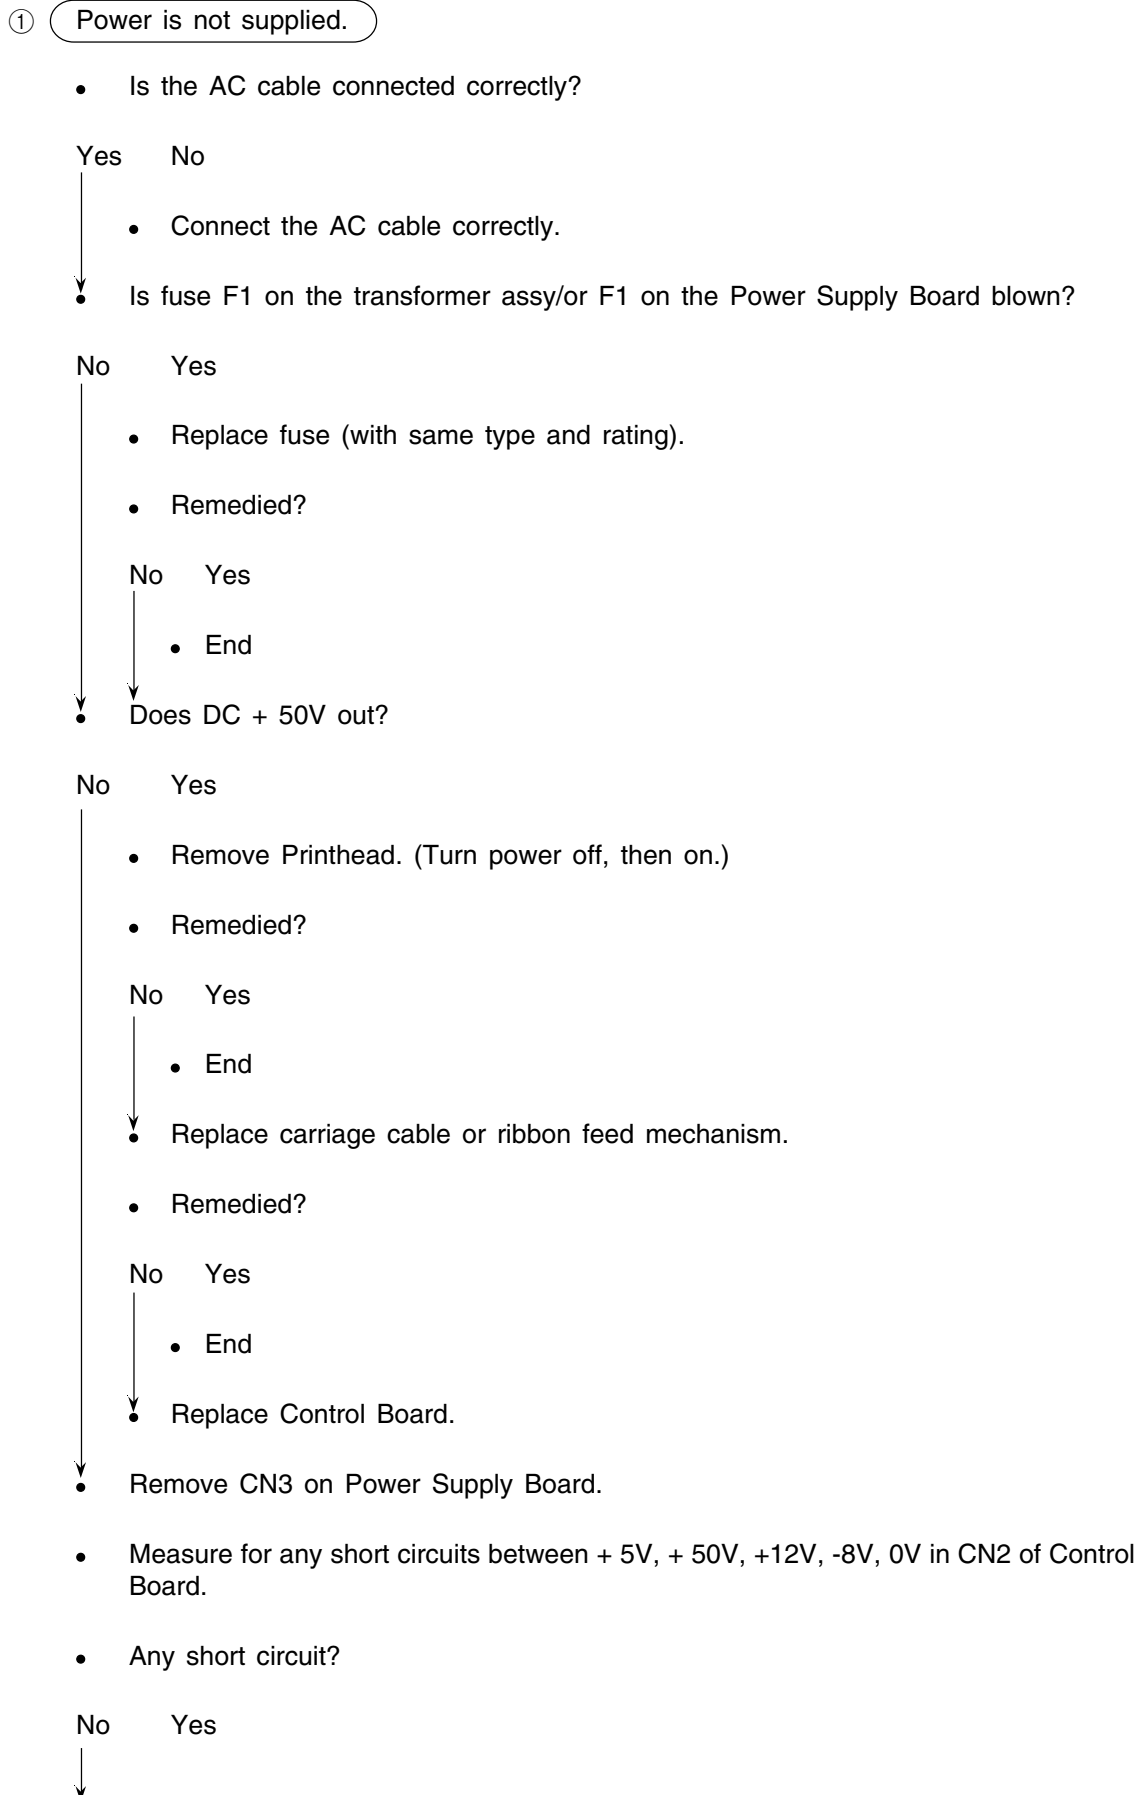 ① Power is not supplied.
• Is the AC cable connected correctly?
Yes No
• Connect the AC cable correctly.
• Is fuse F1 on the transformer assy/or F1 on the Power Supply Board blown?
No Yes
• Replace fuse (with same type and rating).
• Remedied?
No Yes
• End
• Does DC + 50V out?
No Yes
• Remove Printhead. (Turn power off, then on.)
• Remedied?
No Yes
• End
• Replace carriage cable or ribbon feed mechanism.
• Remedied?
No Yes
• End
• Replace Control Board.
• Remove CN3 on Power Supply Board.
• Measure for any short circuits between + 5V, + 50V, +12V, -8V, 0V in CN2 of Control
Board.
• Any short circuit?
No Yes